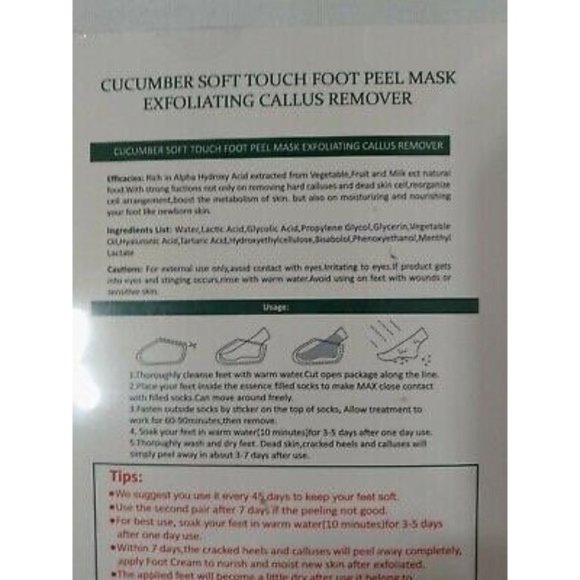 CUCUMBER SOFT TOUCH FOOT PEEL MASK
EXFOLIATING CALLUS REMOVER
CUCUMBER SOFT TOUCH FOOT PEEL MASK EXFOLIATING CALLUS REMOVER
Efficacies: Rich in Alpha Hydroxy Acid extracted from Vegetable,Fruit and Milk ect natural
food.With strong fuctions not only on removing hard calluses and dead skin cell,reorganize
cell arrangement,boost the metabolism of skin. but also on moisturizing and nourishing
your foot like newborn skin.
Ingredients List: Water,Lactic Acid,Glycolic Acid,Propylene Glycol,Glycerin,Vegetable
Oil,Hyaluronic Acid,Tartaric Acid,Hydroxyethylcellulose,Bisabolol,Phenoxyethanol,Menthyl
Lactate
Caution: For external use only,avoid contact with eyes.Irritating to eyes.If product gets
into eyes and stinging occurs,rinse with warm water.Avoid using on feet with wounds or
sensitive skin.
Usage:
1.Thoroughly cleanse feet with warm water.Cut open package along the line.
2.Place your feet inside the essence filled socks to make MAX close contact
with filled socks.Can move around freely.
3.Fasten outside socks by sticker on the top of socks, Allow treatment to
work for 60-90minutes,then remove.
4. Soak your feet in warm water(10 minutes)for 3-5 days after one day use.
5.Thoroughly wash and dry feet. Dead skin,cracked heels and calluses will
simply peel away in about 3-7 days after use.
Tips:
•We suggest you use it every 45 days to keep your feet soft.
•Use the second pair after 7 days if the peeling not good.
•For best use, soak your feet in warm water(10 minutes)for 3-5 days
after one day use.
•Within 7 days,the cracked heels and calluses will peel away completely,
apply Foot Cream to nurish and moist new skin after exfoliated.
•The applied feet will become a little dry after use it belongs to